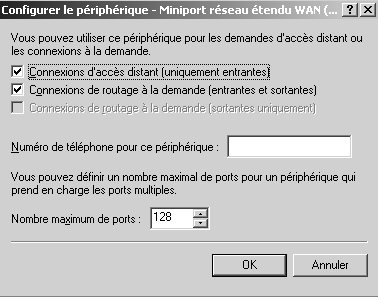 Configurer le périphérique - Miniport réseau étendu WAN (...
Vous pouvez utiliser ce périphérique pour les demandes d'accès distant ou
les connexions à la demande.
Connexions d'accès distant (uniquement entrantes)
Connexions de routage à la demande (entrantes et sortantes)
Connexions de routage à la demande (sortantes uniquement)
Numéro de téléphone pour ce périphérique :
Vous pouvez définir un nombre maximal de ports pour un périphérique qui
prend en charge les ports multiples.
Nombre maximum de ports : 128
OK Annuler